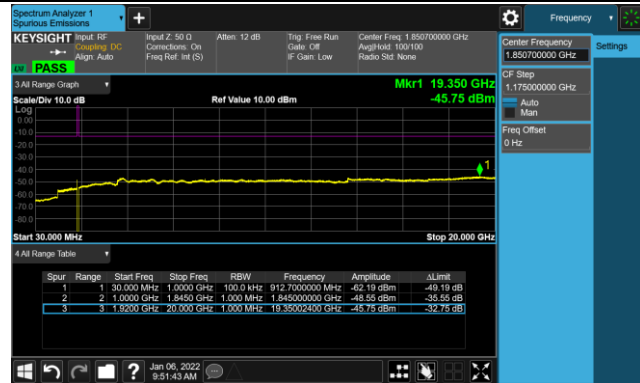 Spectrum Analyzer 1
Spurious Emissions
Frequency
KEYSIGHT Input: RF Input Z: 50 Ω Atten: 12 dB Trig: Free Run Center Freq: 1.850700000 GHz
Coupling: DC Corrections: On Gate: Off Avg|Hold: 100/100
Align: Auto Freq Ref: Int (S) IF Gain: Low Radio Std: None
PASS
Center Frequency
1.850700000 GHz
Settings
CF Step
1.175000000 GHz
Auto
Man
Freq Offset
0 Hz
3 All Range Graph
Mkr1 19.350 GHz
Scale/Div 10.0 dB Ref Value 10.00 dBm -45.75 dBm
Log
0.00
-10.0
-20.0
-30.0
-40.0
-50.0
-60.0
-70.0
-80.0
1
Start 30.000 MHz Stop 20.000 GHz
4 All Range Table
Spur Range Start Freq Stop Freq RBW Frequency Amplitude ΔLimit
1 1 30.000 MHz 1.0000 GHz 100.0 kHz 912.7000000 MHz -62.19 dBm -49.19 dB
2 2 1.0000 GHz 1.8450 GHz 1.000 MHz 1.845000000 GHz -48.55 dBm -35.55 dB
3 3 1.9200 GHz 20.000 GHz 1.000 MHz 19.35002400 GHz -45.75 dBm -32.75 dB
Jan 06, 2022
9:51:43 AM